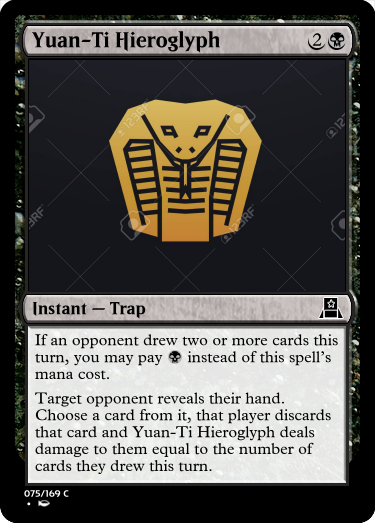 Yuan-Ti Hieroglyph 2
123RF
Instant — Trap
If an opponent drew two or more cards this
turn, you may pay instead of this spell's
mana cost.
Target opponent reveals their hand.
Choose a card from it, that player discards
that card and Yuan-Ti Hieroglyph deals
damage to them equal to the number of
cards they drew this turn.
075/169 C